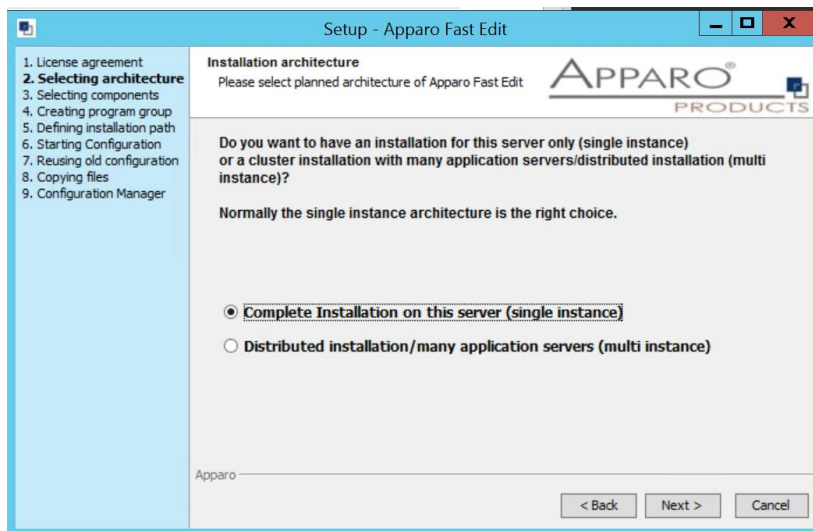 Setup - Apparo Fast Edit
X
1. License agreement
2. Selecting architecture
3. Selecting components
4. Creating program group
5. Defining installation path
6. Starting Configuration
7. Reusing old configuration
8. Copying files
9. Configuration Manager
Installation architecture
Please select planned architecture of Apparo Fast Edit
APPARO®
PRODUCTS
Do you want to have an installation for this server only (single instance)
or a cluster installation with many application servers/distributed installation (multi
instance)?
Normally the single instance architecture is the right choice.
Complete Installation on this server (single instance)
Distributed installation/many application servers (multi instance)
Apparo
< Back
Next >
Cancel